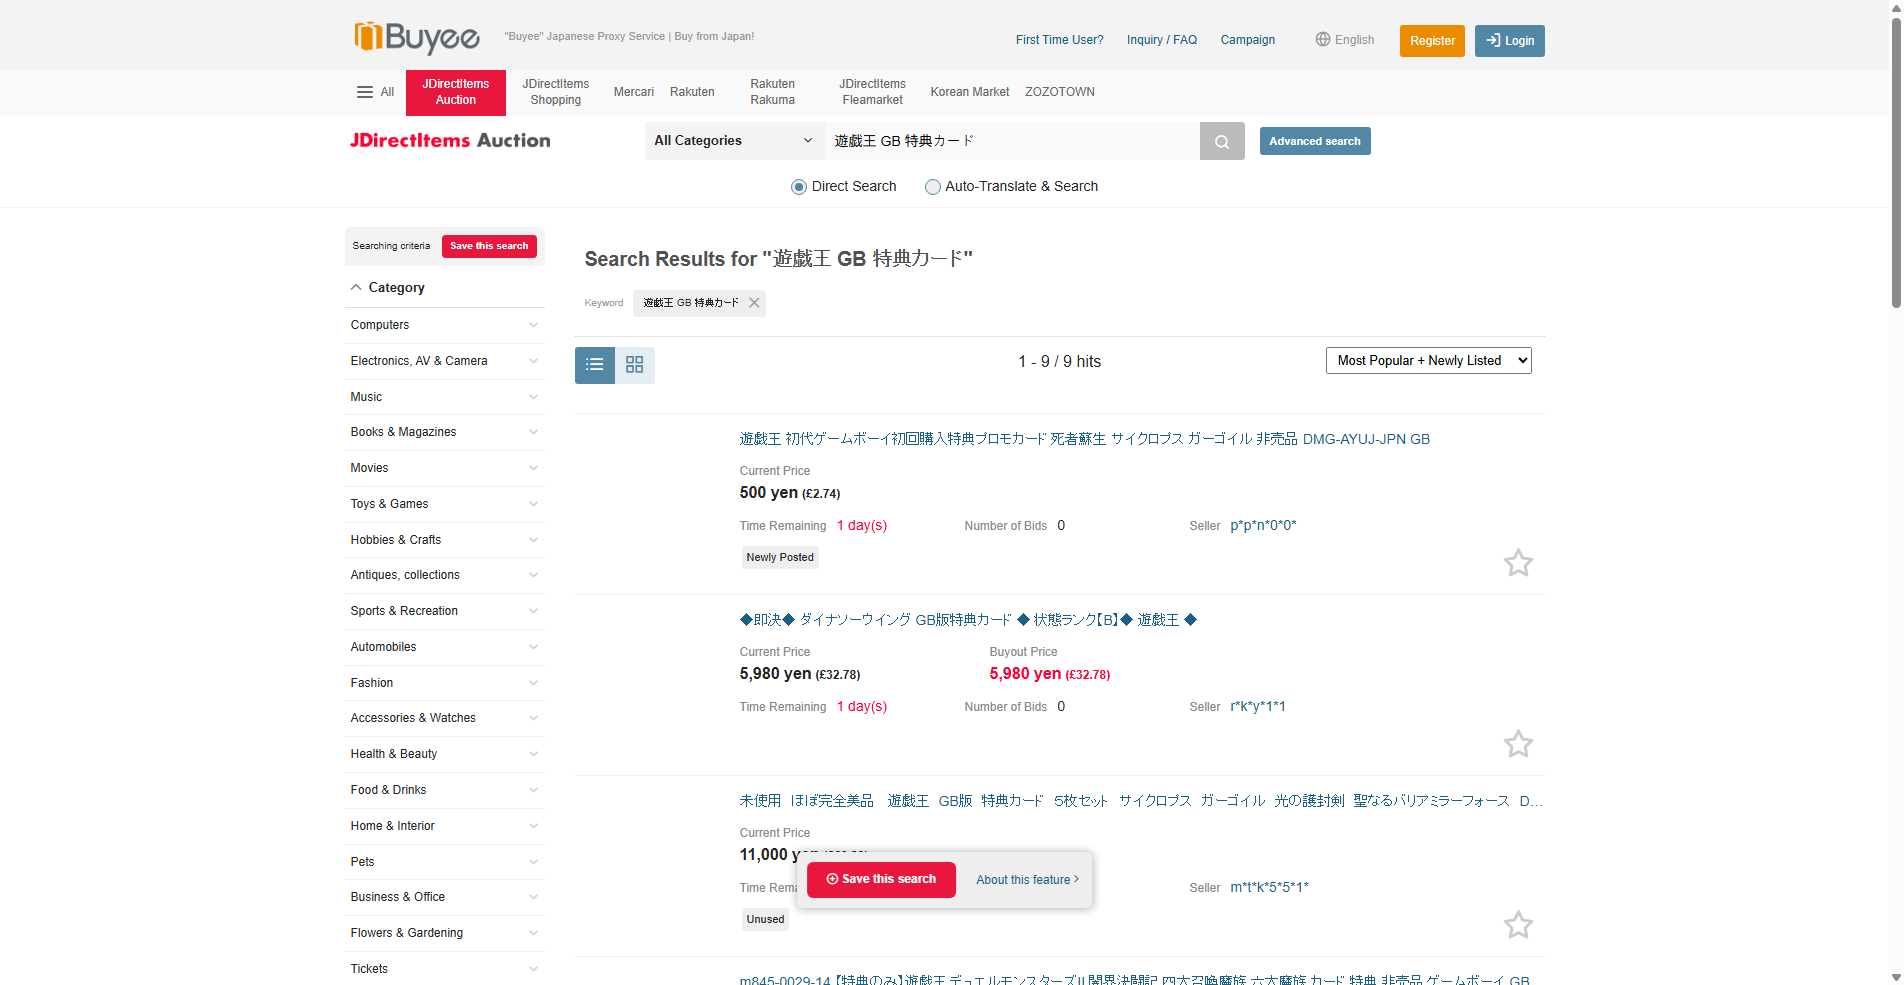 Buyee
"Buyee" Japanese Proxy Service | Buy from Japan!
First Time User?
Inquiry / FAQ
Campaign
English
Register
Login
All
JDirectItems Auction
JDirectItems Shopping
Mercari
Rakuten
Rakuten Rakuma
JDirectItems Fleamarket
Korean Market
ZOZOTOWN
JDirectItems Auction
All Categories
遊戯王 GB 特典カード
Advanced search
Direct Search
Auto-Translate & Search
Searching criteria
Save this search
Category
Computers
Electronics, AV & Camera
Music
Books & Magazines
Movies
Toys & Games
Hobbies & Crafts
Antiques, collections
Sports & Recreation
Automobiles
Fashion
Accessories & Watches
Health & Beauty
Food & Drinks
Home & Interior
Pets
Business & Office
Flowers & Gardening
Tickets
Search Results for "遊戯王 GB 特典カード"
Keyword
遊戯王 GB 特典カード
1 - 9 / 9 hits
Most Popular + Newly Listed
遊戯王 初代ゲームボーイ初回購入特典プロモカード 死者蘇生 サイクロプス ガーゴイル 非売品 DMG-AYUJ-JPN GB
Current Price
500 yen (£2.74)
Time Remaining 1 day(s)
Number of Bids 0
Seller p*p*n*0*0*
Newly Posted
◆即決◆ ダイナソーウイング GB版特典カード ◆ 状態ランク【B】◆ 遊戯王 ◆
Current Price
5,980 yen (£32.78)
Buyout Price
5,980 yen (£32.78)
Time Remaining 1 day(s)
Number of Bids 0
Seller r*k*y*1*1
未使用 ほぼ完全美品 遊戯王 GB版 特典カード 5枚セット サイクロプス ガーゴイル 光の護封剣 聖なるバリアミラーフォース D...
Current Price
11,000
Time
Seller m*t*k*5*5*1*
Unused
Save this search
About this feature
m845-0029-14 【特典のみ】遊戯王 デュエルモンスターズII 闇界決闘記 四大召喚魔族 六大魔族 カード 特典 非売品 ゲームボーイ GB